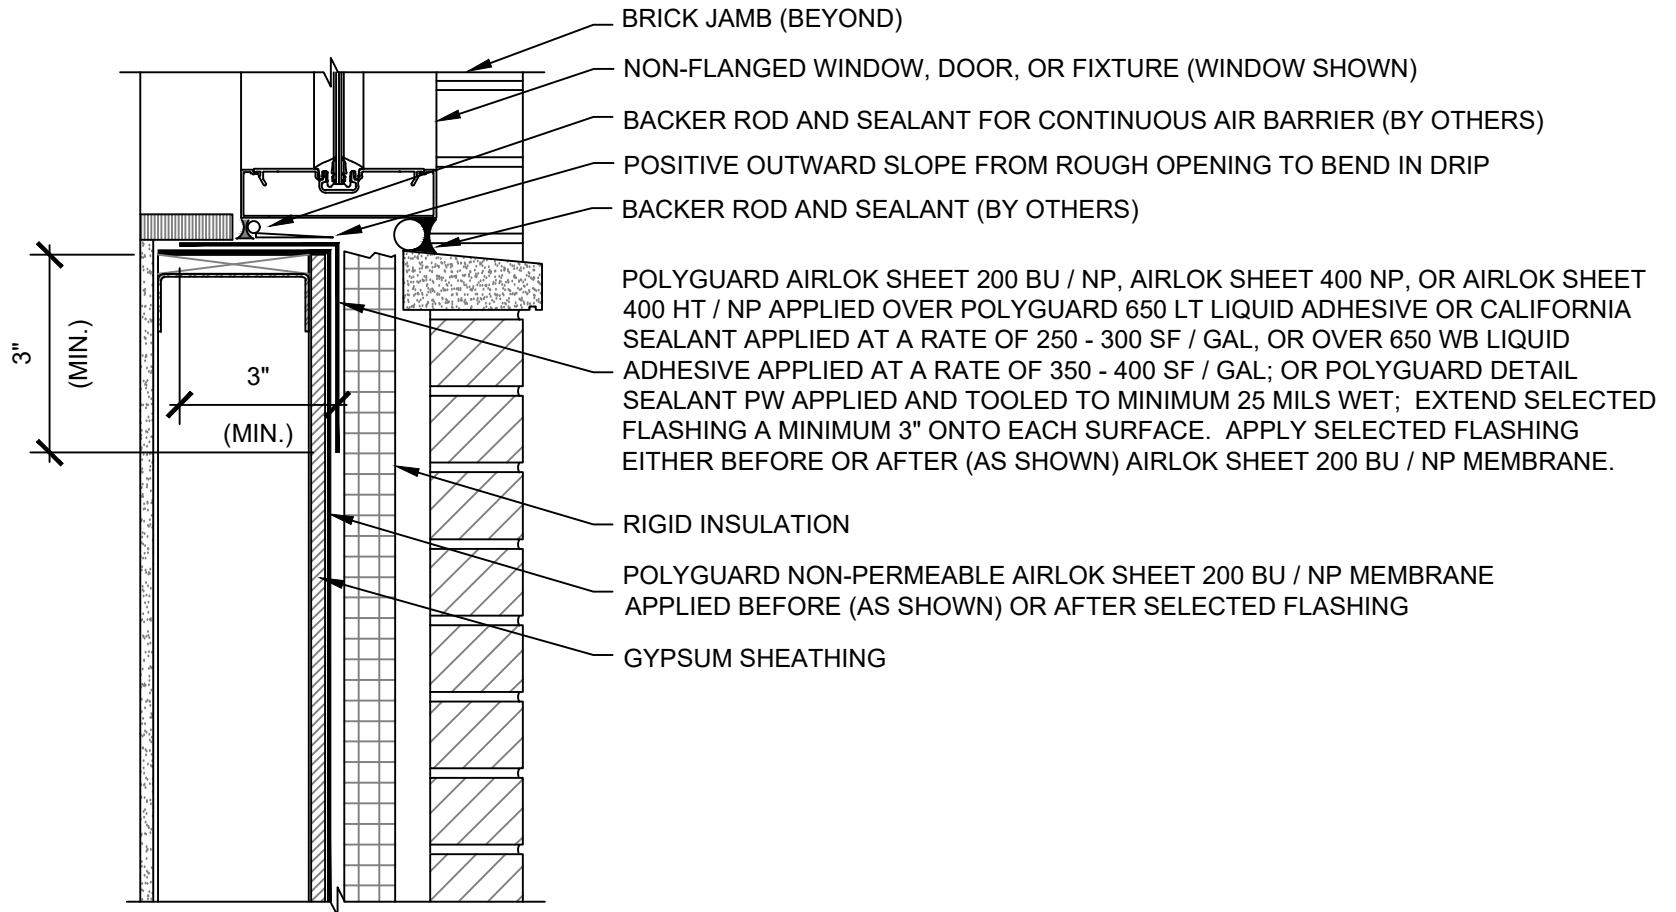 BRICK JAMB (BEYOND)
NON-FLANGED WINDOW, DOOR, OR FIXTURE (WINDOW SHOWN)
BACKER ROD AND SEALANT FOR CONTINUOUS AIR BARRIER (BY OTHERS)
POSITIVE OUTWARD SLOPE FROM ROUGH OPENING TO BEND IN DRIP
BACKER ROD AND SEALANT (BY OTHERS)
POLYGUARD AIRLOK SHEET 200 BU / NP, AIRLOK SHEET 400 NP, OR AIRLOK SHEET
400 HT / NP APPLIED OVER POLYGUARD 650 LT LIQUID ADHESIVE OR CALIFORNIA
SEALANT APPLIED AT A RATE OF 250 - 300 SF / GAL, OR OVER 650 WB LIQUID
ADHESIVE APPLIED AT A RATE OF 350 - 400 SF / GAL; OR POLYGUARD DETAIL
SEALANT PW APPLIED AND TOOLED TO MINIMUM 25 MILS WET; EXTEND SELECTED
FLASHING A MINIMUM 3" ONTO EACH SURFACE. APPLY SELECTED FLASHING
EITHER BEFORE OR AFTER (AS SHOWN) AIRLOK SHEET 200 BU / NP MEMBRANE.
3"
(MIN.)
3"
(MIN.)
RIGID INSULATION
POLYGUARD NON-PERMEABLE AIRLOK SHEET 200 BU / NP MEMBRANE
APPLIED BEFORE (AS SHOWN) OR AFTER SELECTED FLASHING
GYPSUM SHEATHING